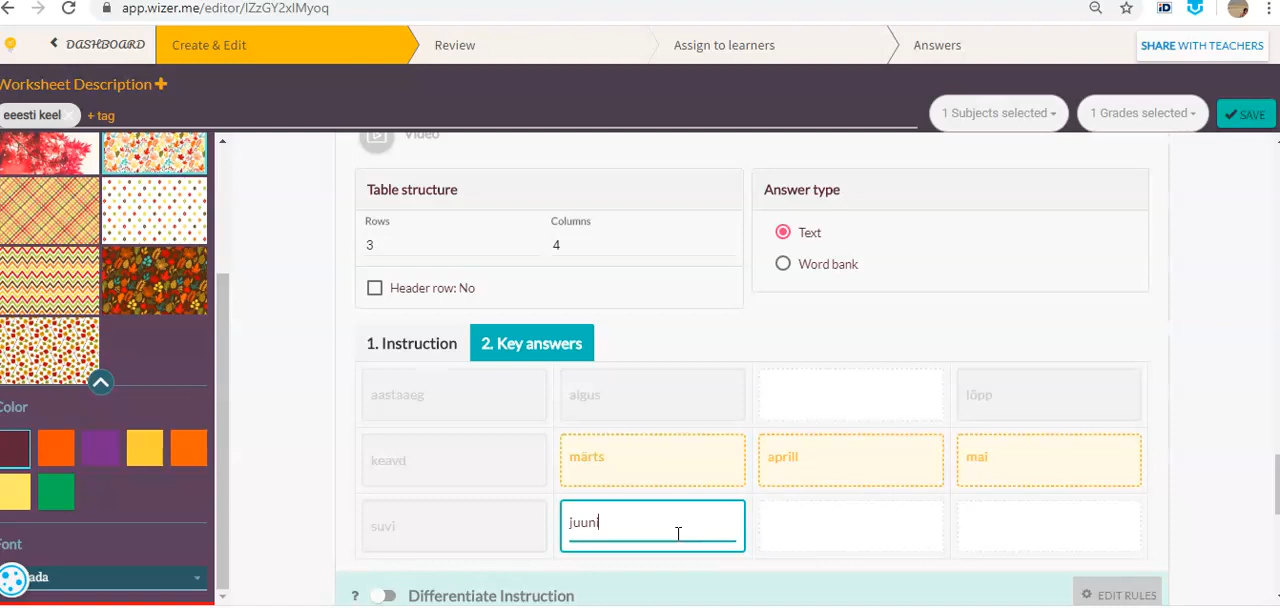 app.wizer.me/editor/IZzGY2xIMyoq
DASHBOARD
Create & Edit
Review
Assign to learners
Answers
SHARE WITH TEACHERS
Worksheet Description
eeesti keel
+ tag
1 Subjects selected
1 Grades selected
SAVE
Video
Table structure
Answer type
Rows
Columns
3
4
Text
Word bank
Header row: No
1. Instruction
2. Key answers
aastaaeg
algus
lõpp
keavd
märts
aprill
mai
suvi
juuni
Color
Font
ada
? Differentiate Instruction
EDIT RULES